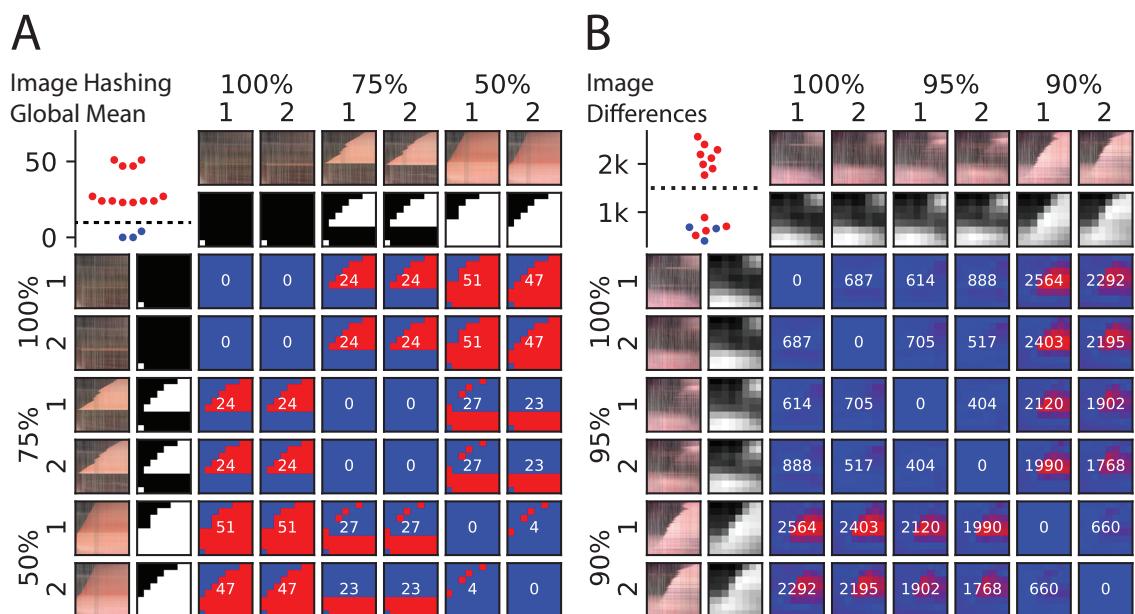 A
Image Hashing
Global Mean
100% 75% 50%
1 2 1 2 1 2
50
0
100%
1 0 0 24 24 51 47
2 0 0 24 24 51 47
75%
1 24 24 0 0 27 23
2 24 24 0 0 27 23
50%
1 51 51 27 27 0 4
2 47 47 23 23 4 0
B
Image
Differences
100% 95% 90%
1 2 1 2 1 2
2k
1k
100%
1 0 687 614 888 2564 2292
2 687 0 705 517 2403 2195
95%
1 614 705 0 404 2120 1902
2 888 517 404 0 1990 1768
90%
1 2564 2403 2120 1990 0 660
2 2292 2195 1902 1768 660 0